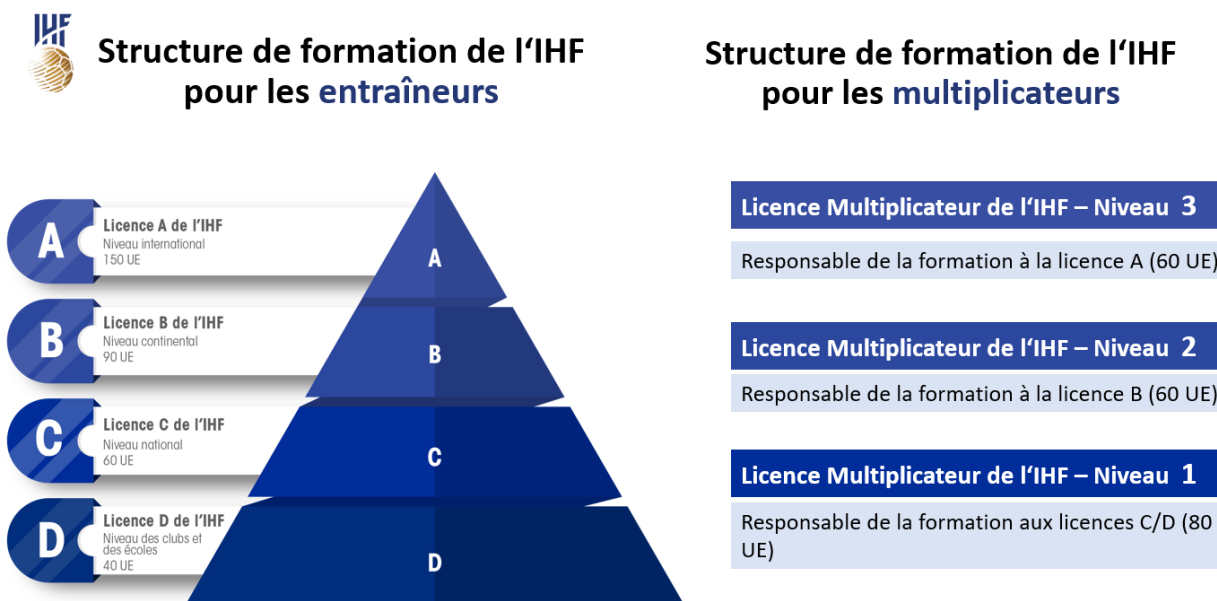 IHF
Structure de formation de l‘IHF
pour les entraîneurs
A
Licence A de l’IHF
Niveau international
150 UE
B
Licence B de l’IHF
Niveau continental
90 UE
C
Licence C de l’IHF
Niveau national
60 UE
D
Licence D de l’IHF
Niveau des clubs et
des écoles
40 UE
A
B
C
D
Structure de formation de l‘IHF
pour les multiplicateurs
Licence Multiplicateur de l‘IHF – Niveau 3
Responsable de la formation à la licence A (60 UE)
Licence Multiplicateur de l‘IHF – Niveau 2
Responsable de la formation à la licence B (60 UE)
Licence Multiplicateur de l‘IHF – Niveau 1
Responsable de la formation aux licences C/D (80
UE)